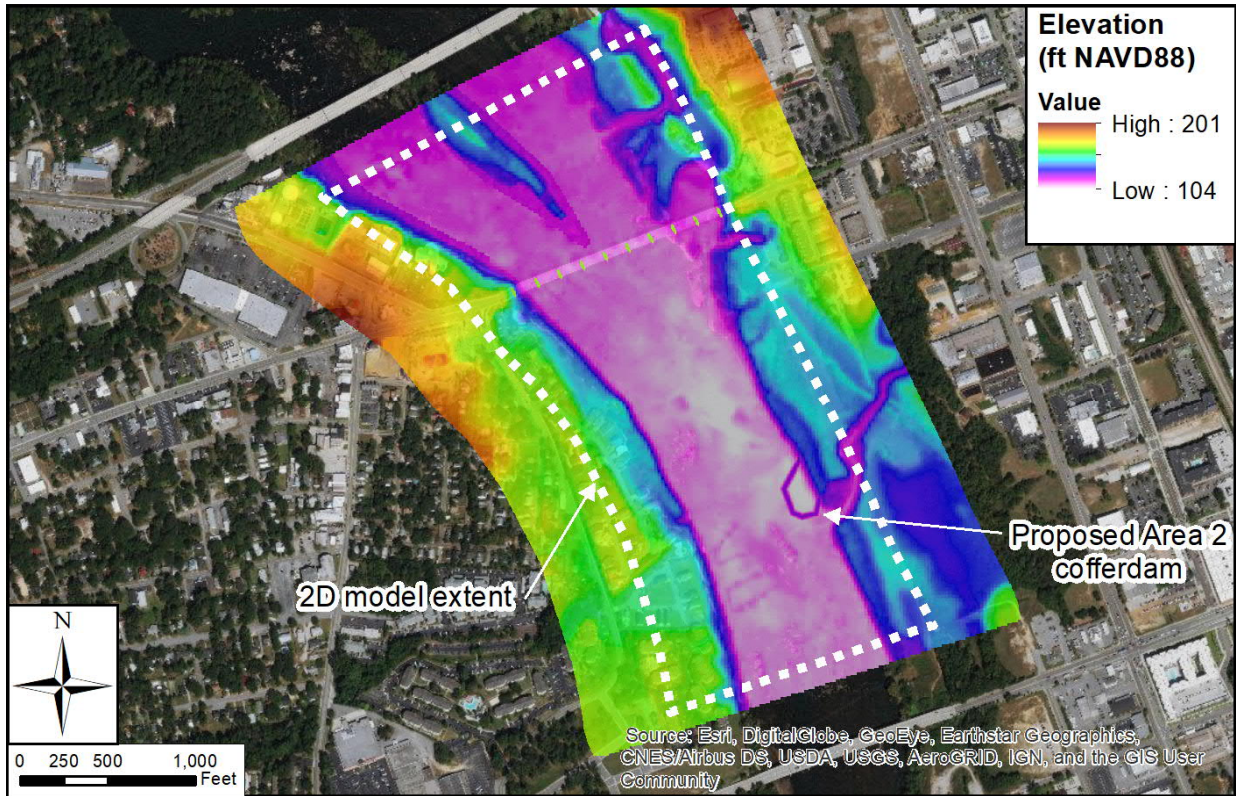 Elevation
(ft NAVD88)
Value
High : 201
Low : 104
Proposed Area 2
cofferdam
2D model extent
N
0 250 500 1,000
Feet
Source: Esri, DigitalGlobe, GeoEye, Earthstar Geographics,
CNES/Airbus DS, USDA, USGS, AeroGRID, IGN, and the GIS User
Community